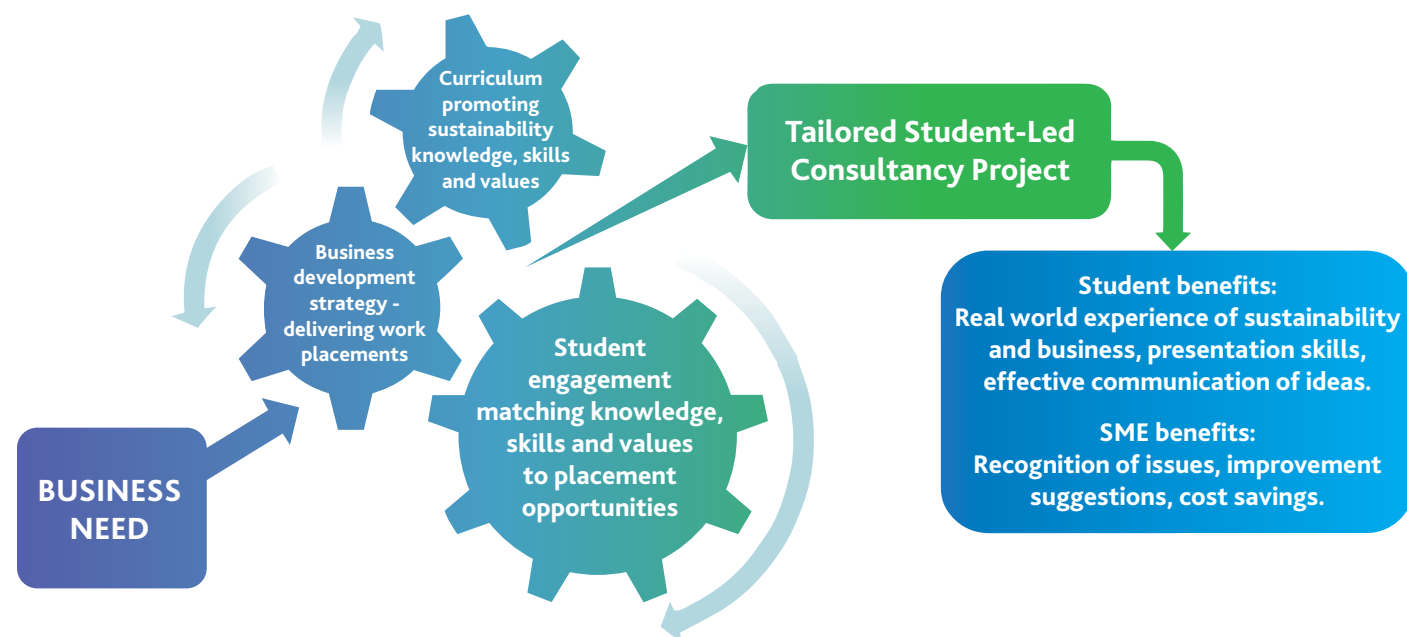 Curriculum
promoting
sustainability
knowledge, skills
and values
Business
development
strategy -
delivering work
placements
Student
engagement
matching knowledge,
skills and values
to placement
opportunities
BUSINESS
NEED
Tailored Student-Led
Consultancy Project
Student benefits:
Real world experience of sustainability
and business, presentation skills,
effective communication of ideas.
SME benefits:
Recognition of issues, improvement
suggestions, cost savings.